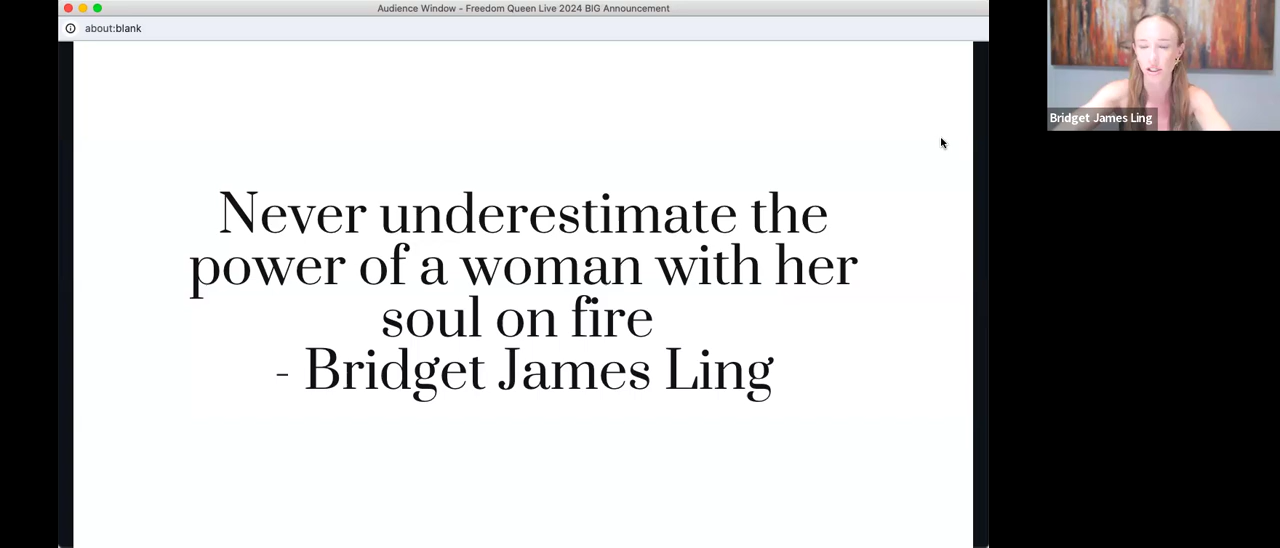 Audience Window - Freedom Queen Live 2024 BIG Announcement
about:blank
Never underestimate the
power of a woman with her
soul on fire
- Bridget James Ling
Bridget James Ling